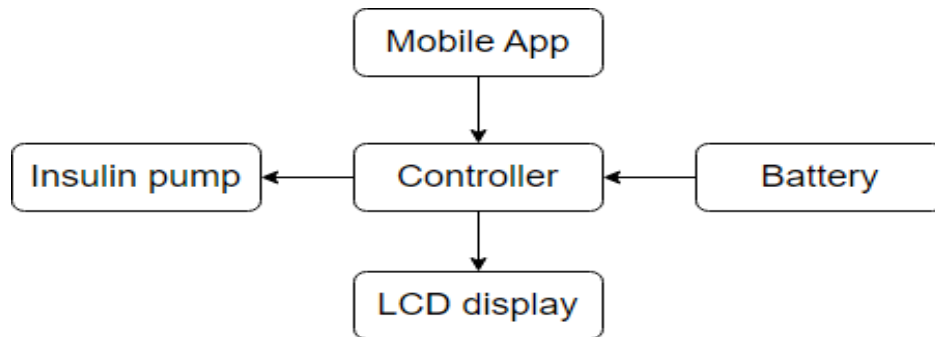 Mobile App
Insulin pump
Controller
Battery
LCD display